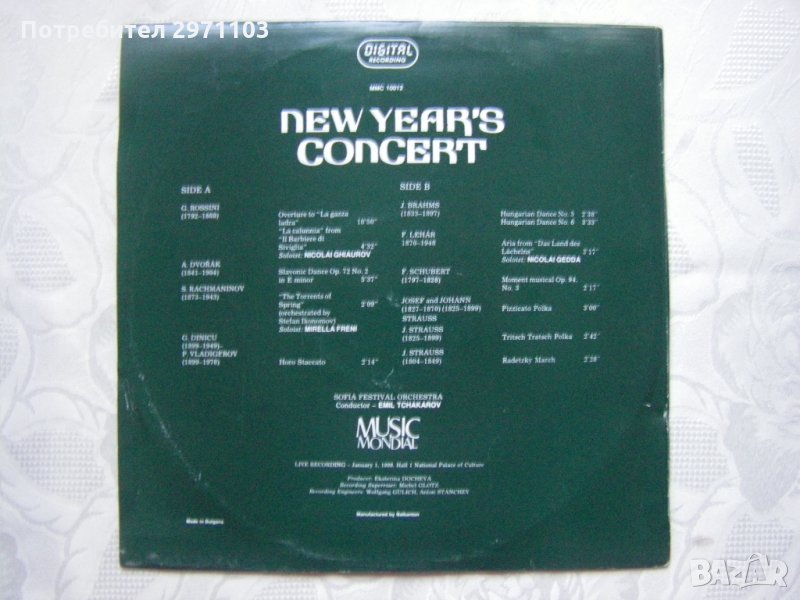 Потребител 2971103
DIGITAL
RECORDING
MMC 10013
NEW YEAR'S
CONCERT
SIDE A
G. ROSSINI
(1792-1868)
Overture to "La gazza
ladra" 10'50"
"La calunnia" from
"Il Barbiere di
Siviglia" 4'32"
Soloist: NICOLAI GHIAUROV
A. DVOŘÁK
(1841-1904)
Slavonic Dance Op. 72 No. 2
in E minor 5'37"
S. RACHMANINOV
(1873-1943)
"The Torrents of
Spring" 2'09"
(orchestrated by
Stefan Ikonomov)
Soloist: MIRELLA FRENI
G. DINICU
(1899-1949)-
P. VLADIGEROV
(1899-1978)
Horo Staccato 2'14"
SIDE B
J. BRAHMS
(1833-1897)
Hungarian Dance No. 5 2'38"
Hungarian Dance No. 6 3'33"
F. LEHÁR
1870-1948
Aria from "Das Land des
Lächelns" 3'17"
Soloist: NICOLAI GEDDA
F. SCHUBERT
(1797-1828)
Moment musical Op. 94,
No. 3 2'17"
JOSEF and JOHANN
(1827-1870) (1825-1899)
STRAUSS
Pizzicato Polka 3'00"
J. STRAUSS
(1825-1899)
Tritsch Tratsch Polka 2'42"
J. STRAUSS
(1804-1849)
Radetzky March 2'28"
SOFIA FESTIVAL ORCHESTRA
Conductor – EMIL TCHAKAROV
MUSIC
MONDIAL
LIVE RECORDING – January 1, Hall 1 National Palace of Culture
Producer: Ekaterina DOCHEVA
Recording Supervisor: Michel GLOTZ
Recording Engineers: Wolfgang GÜLICH, Anton STANCHEV
Made in Bulgaria
Manufactured by Balkanton
BAZAR